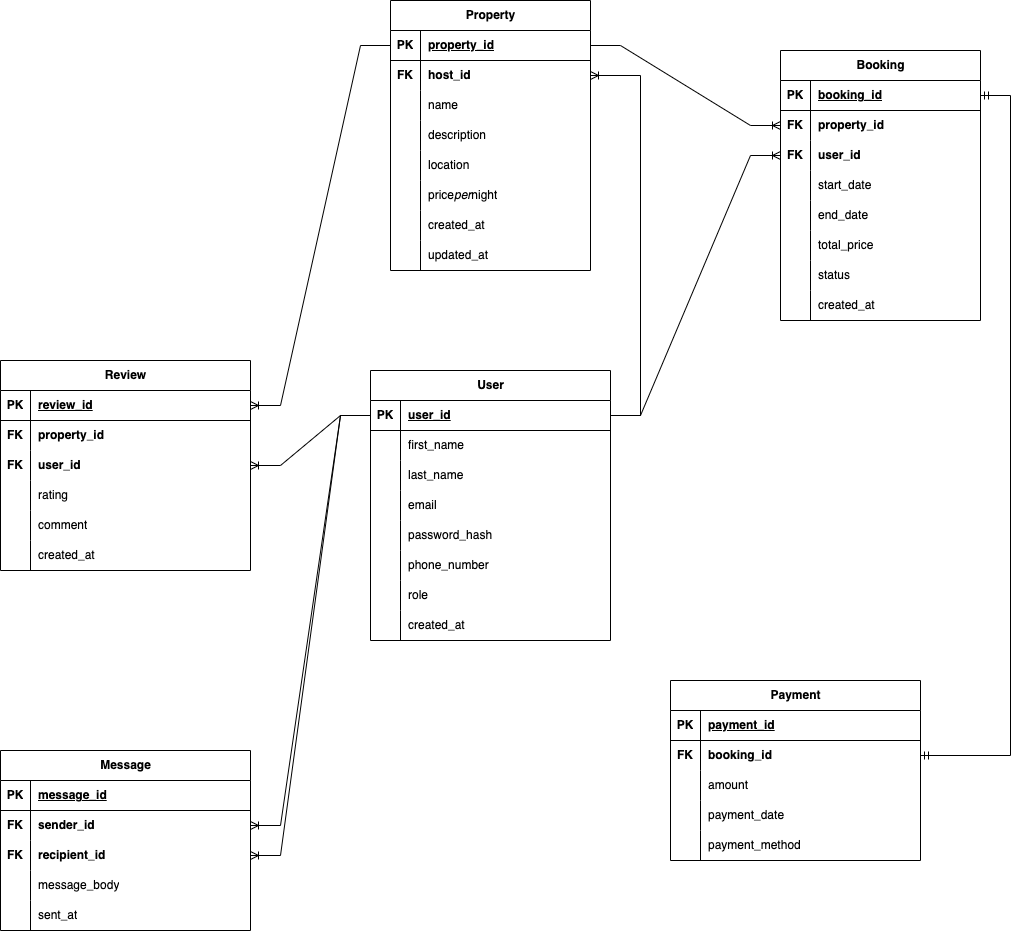 Property
PK property_id
FK host_id
name
description
location
pricepernight
created_at
updated_at
Booking
PK booking_id
FK property_id
FK user_id
start_date
end_date
total_price
status
created_at
Review
PK review_id
FK property_id
FK user_id
rating
comment
created_at
User
PK user_id
first_name
last_name
email
password_hash
phone_number
role
created_at
Payment
PK payment_id
FK booking_id
amount
payment_date
payment_method
Message
PK message_id
FK sender_id
FK recipient_id
message_body
sent_at